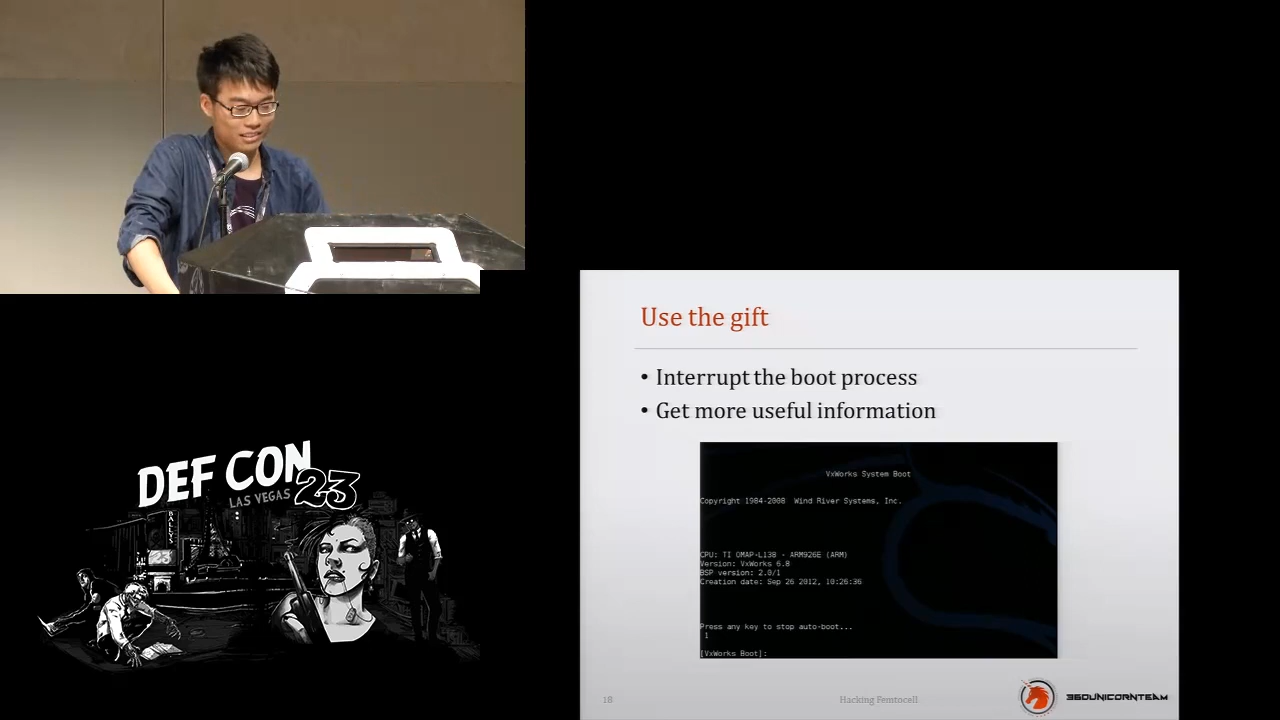 Use the gift
• Interrupt the boot process
• Get more useful information
VxWorks System Boot
Copyright 1984-2008 Wind River Systems, Inc.
CPU: TI OMAP-L138 - ARM926E (ARM)
Version: VxWorks 6.8
BSP version: 2.0/1
Creation date: Sep 26 2012, 10:26:36
Press any key to stop auto-boot...
1
[VxWorks Boot]:
18
Hacking Femtocell
360UNICORNTEAM
DEF CON
LAS VEGAS 23
BALLYS
23